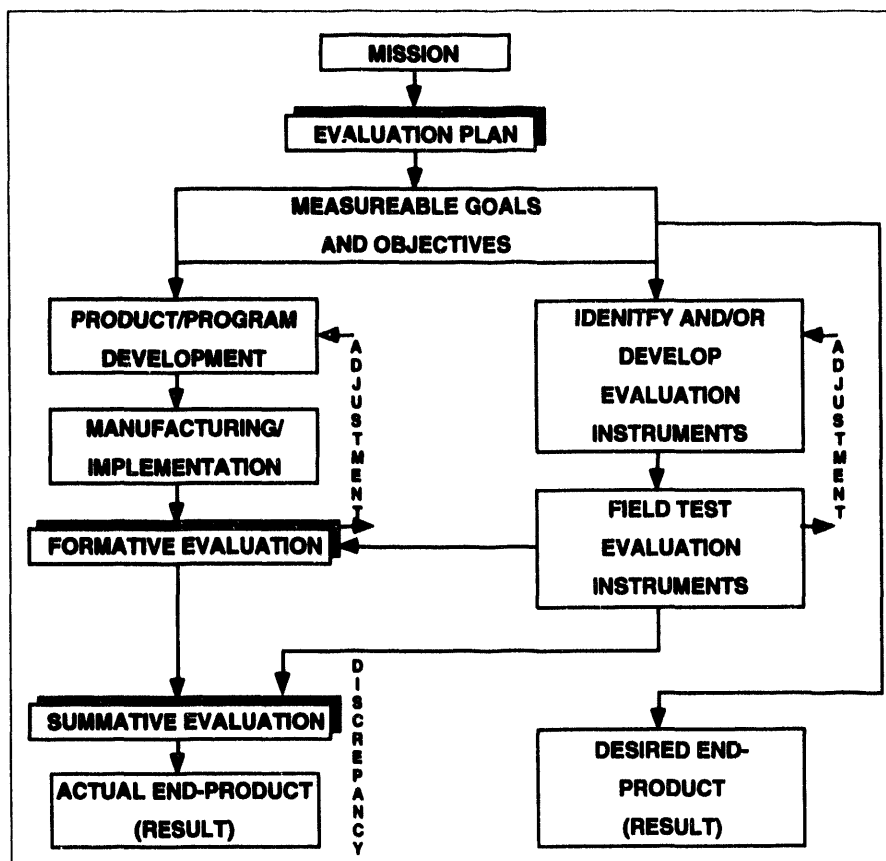 MISSION
EVALUATION PLAN
MEASUREABLE GOALS
AND OBJECTIVES
PRODUCT/PROGRAM
DEVELOPMENT
ADJUSTMENT
MANUFACTURING/
IMPLEMENTATION
FORMATIVE EVALUATION
IDENITFY AND/OR
DEVELOP
EVALUATION
INSTRUMENTS
ADJUSTMENT
FIELD TEST
EVALUATION
INSTRUMENTS
SUMMATIVE EVALUATION
DISCREPANCY
ACTUAL END-PRODUCT
(RESULT)
DESIRED END-
PRODUCT
(RESULT)